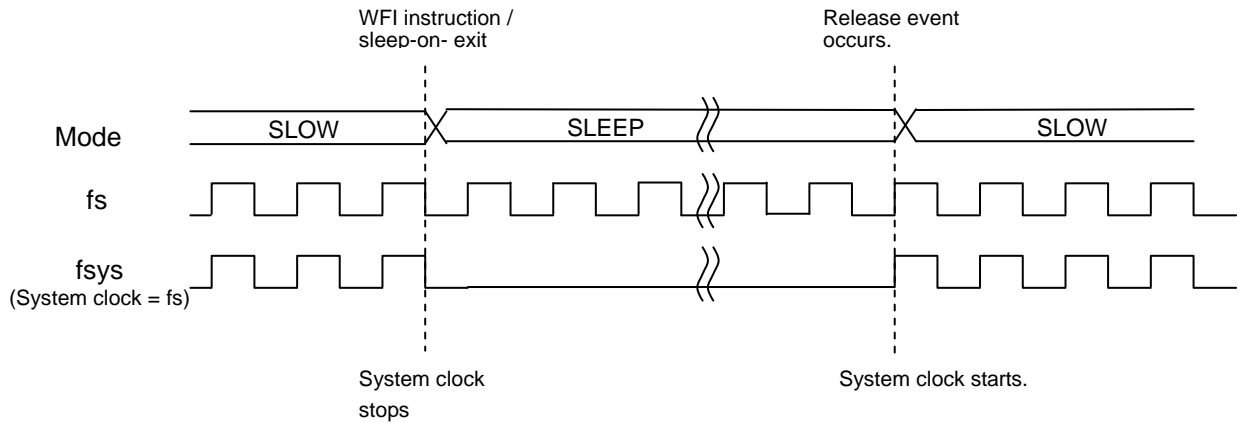 WFI instruction /
sleep-on- exit
Release event
occurs.
Mode
SLOW
SLEEP
SLOW
fs
fsys
(System clock = fs)
System clock
stops
System clock starts.